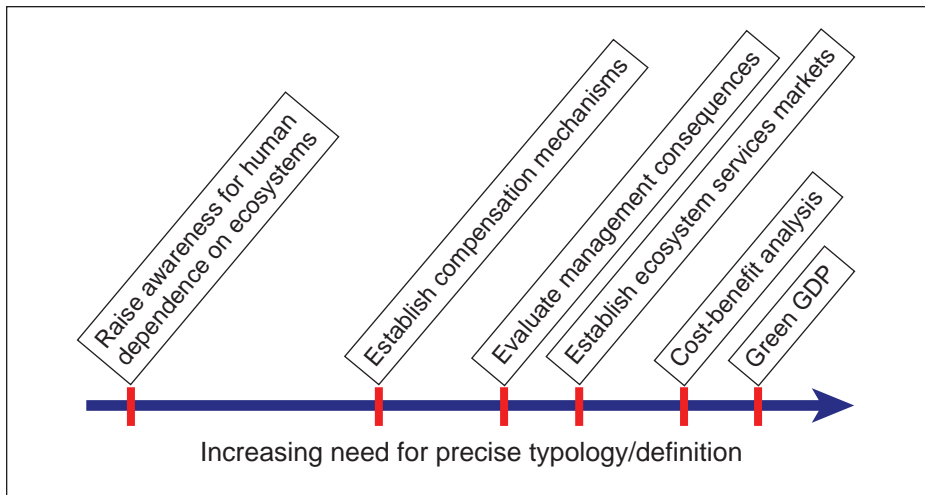 Raise awareness for human
dependence on ecosystems
Establish compensation mechanisms
Evaluate management consequences
Establish ecosystem services markets
Cost-benefit analysis
Green GDP
Increasing need for precise typology/definition